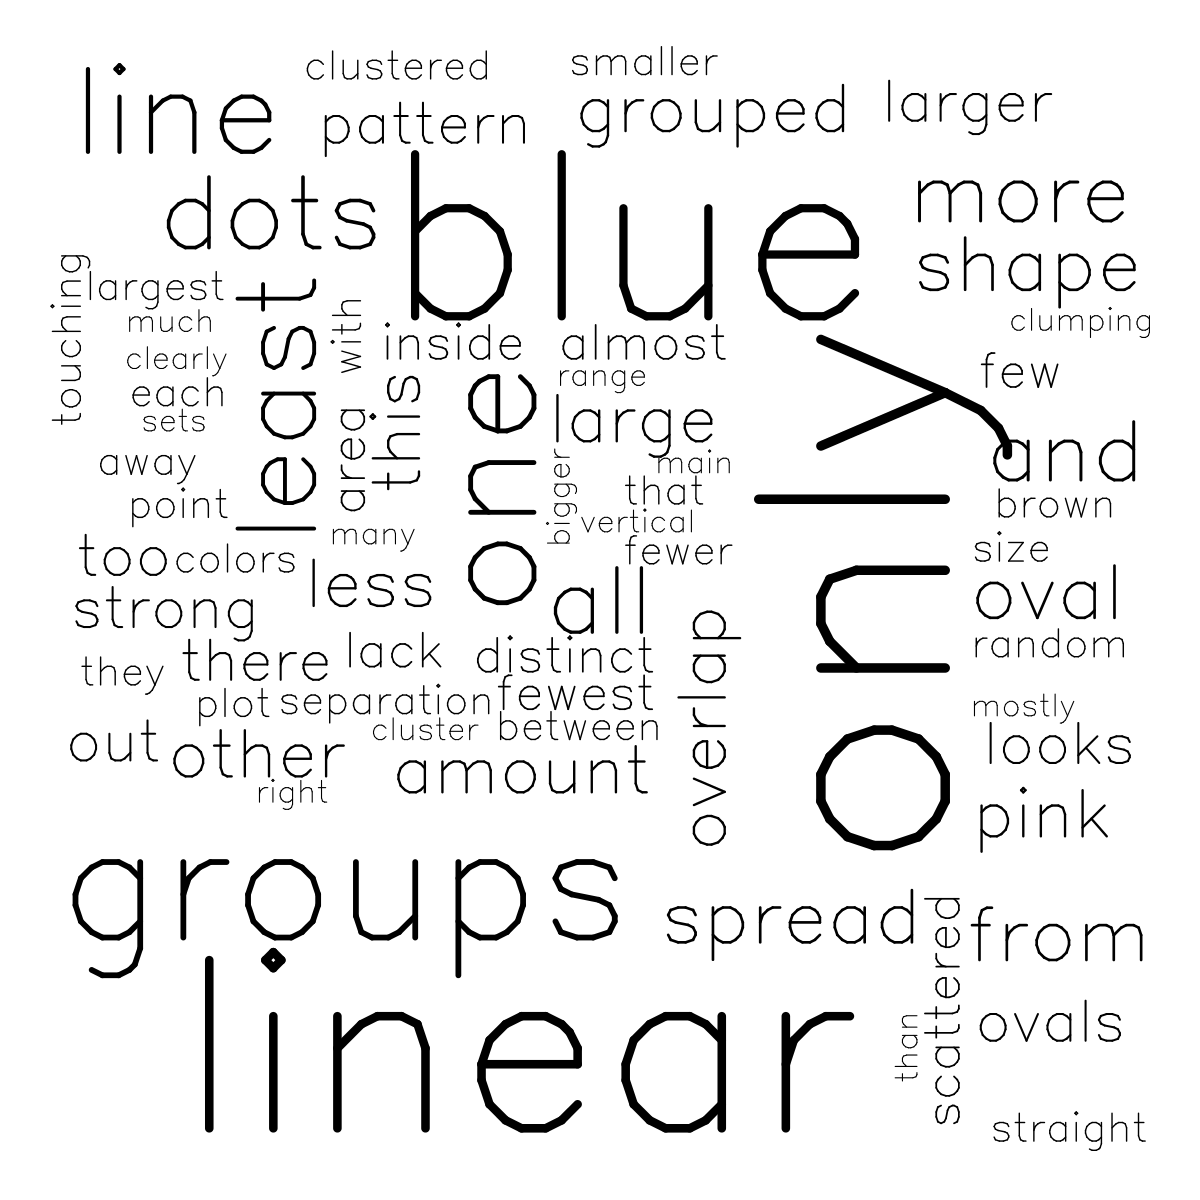 clustered
smaller
line
pattern
grouped
larger
dots
blue
more
shape
touching
largest
least
with
much
inside
almost
clumping
clearly
range
few
each
this
one
large
only
sets
area
and
away
main
bigger
that
point
brown
many
vertical
too
colors
fewer
size
less
all
oval
strong
random
they
there
lack
distinct
overlap
plot
separation
fewest
mostly
out
other
cluster
between
looks
amount
right
pink
groups
spread
scattered
from
linear
than
ovals
straight